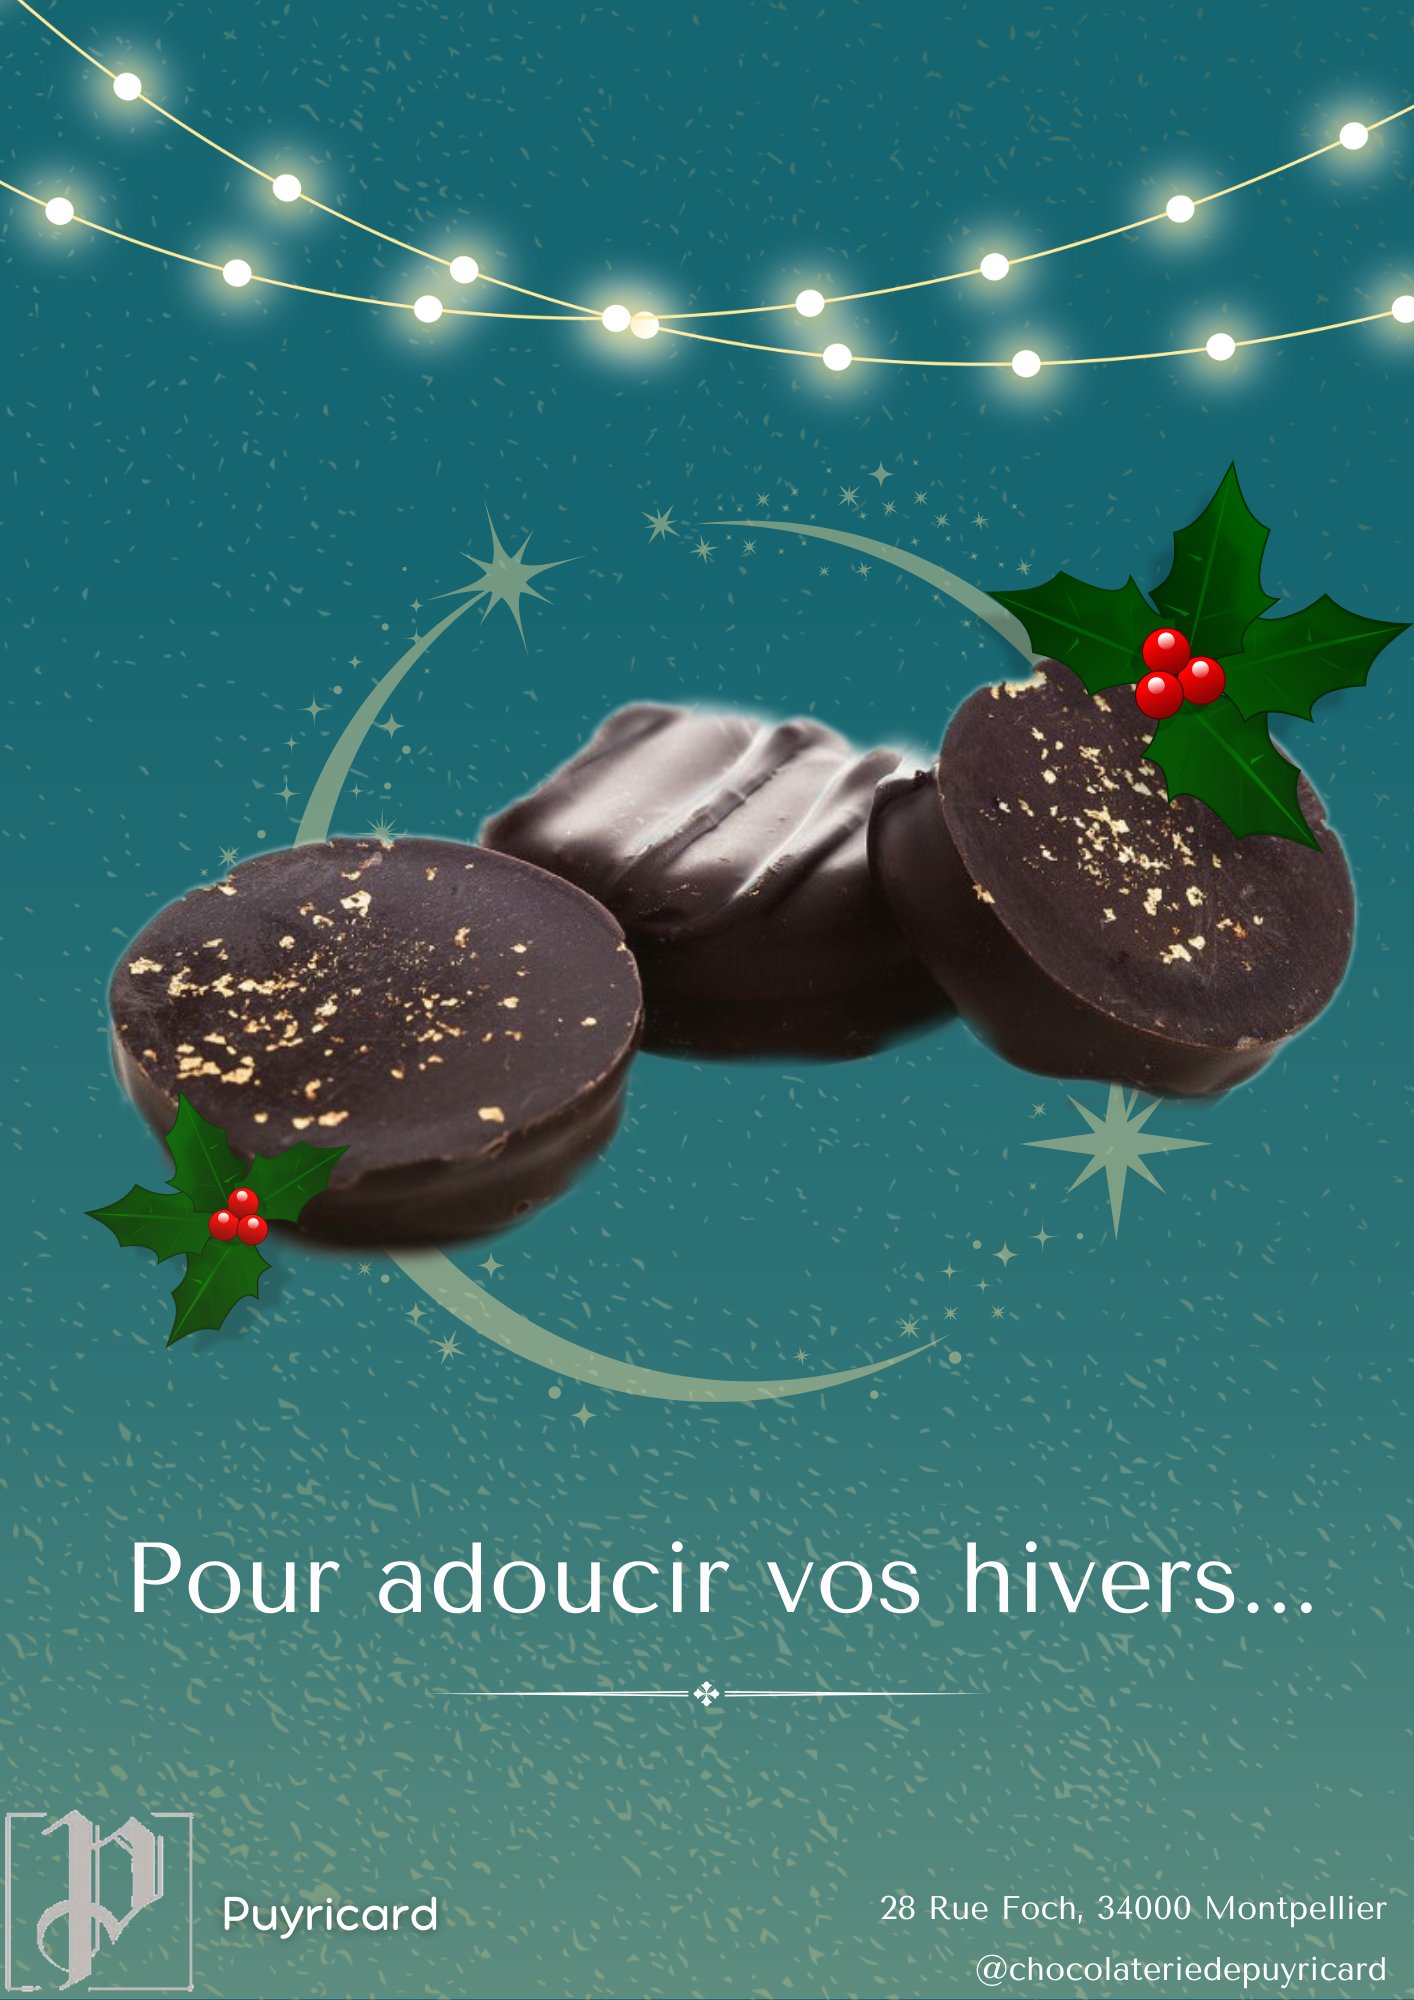 Pour adoucir vos hivers...
P
Puyricard
28 Rue Foch, 34000 Montpellier
@chocolateriedepuyricard